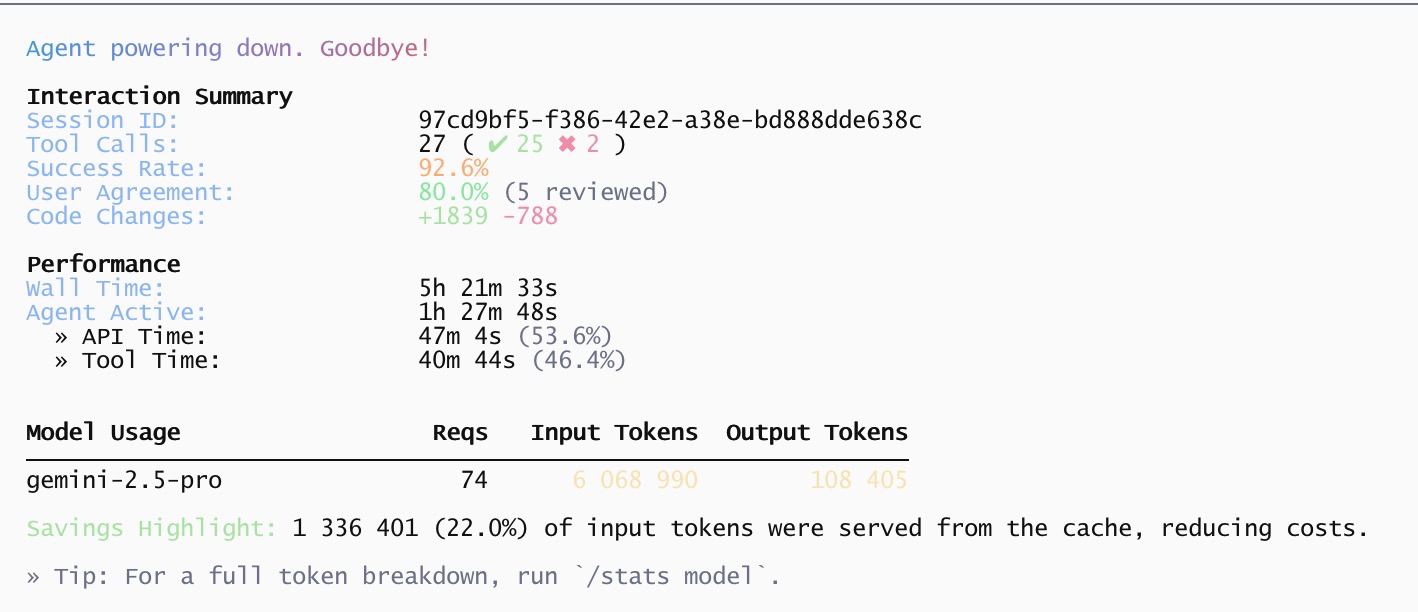 Agent powering down. Goodbye!
Interaction Summary
Session ID: 97cd9bf5-f386-42e2-a38e-bd888dde638c
Tool Calls: 27 ( ✔ 25 ✖ 2 )
Success Rate: 92.6%
User Agreement: 80.0% (5 reviewed)
Code Changes: +1839 -788
Performance
Wall Time: 5h 21m 33s
Agent Active: 1h 27m 48s
» API Time: 47m 4s (53.6%)
» Tool Time: 40m 44s (46.4%)
Model Usage Reqs Input Tokens Output Tokens
gemini-2.5-pro 74 6 068 990 108 405
Savings Highlight: 1 336 401 (22.0%) of input tokens were served from the cache, reducing costs.
» Tip: For a full token breakdown, run `/stats model`.